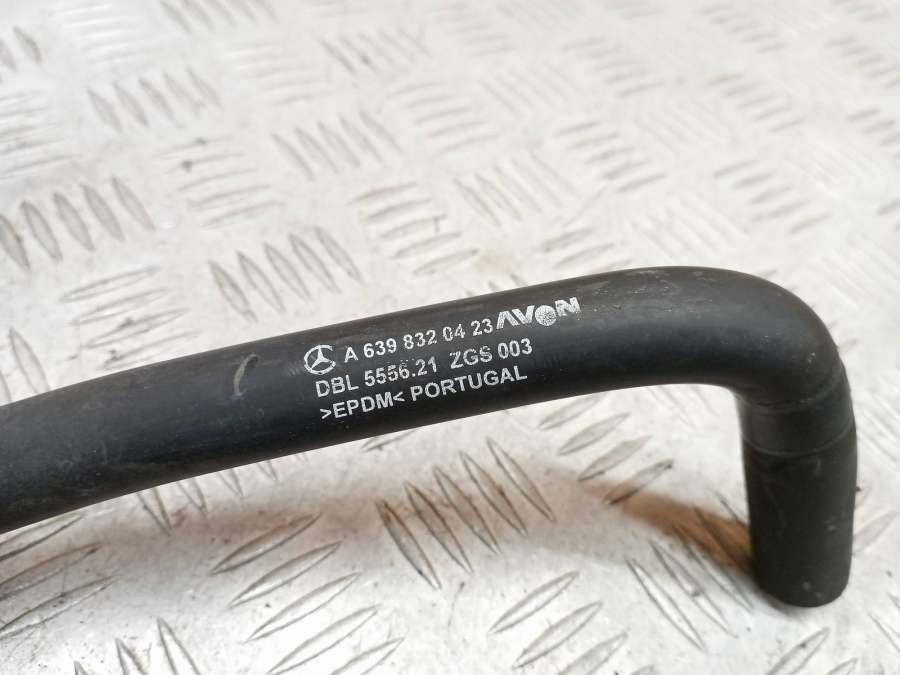 A 639 832 04 23 AVON
DBL 5556.21 ZGS 003
>EPDM< PORTUGAL